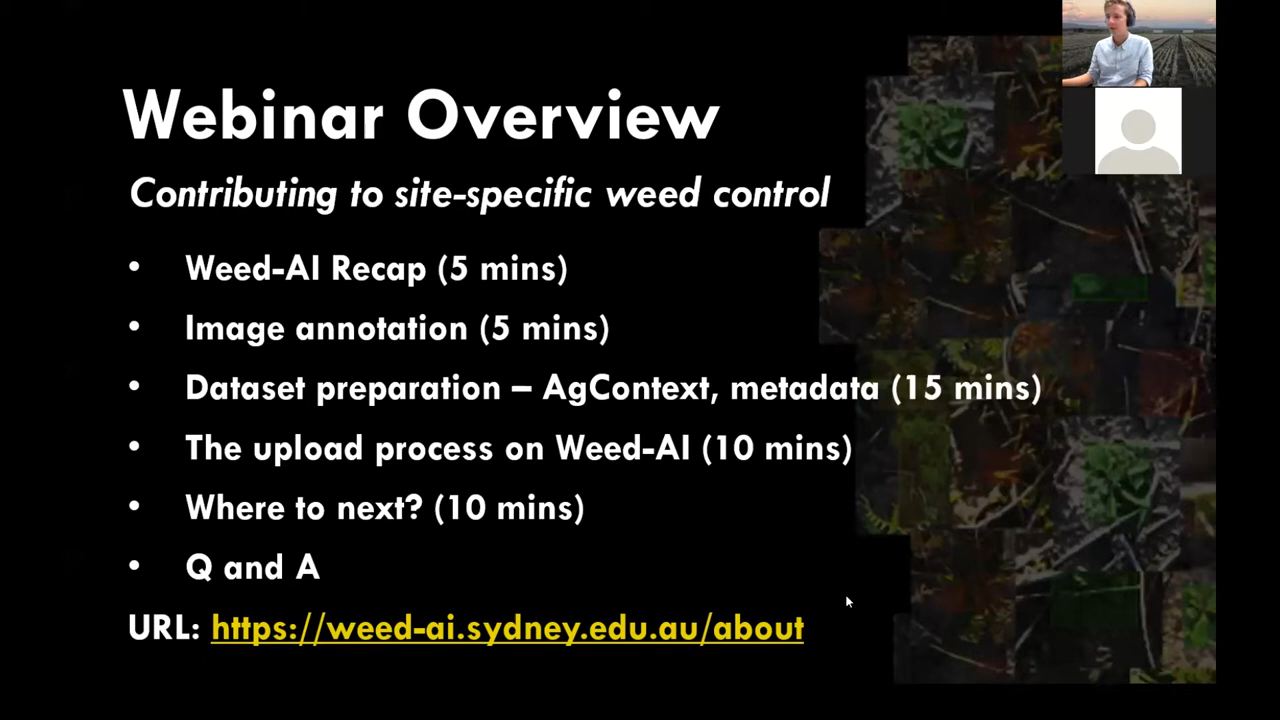 Webinar Overview
Contributing to site-specific weed control
• Weed-AI Recap (5 mins)
• Image annotation (5 mins)
• Dataset preparation – AgContext, metadata (15 mins)
• The upload process on Weed-AI (10 mins)
• Where to next? (10 mins)
• Q and A
URL: https://weed-ai.sydney.edu.au/about